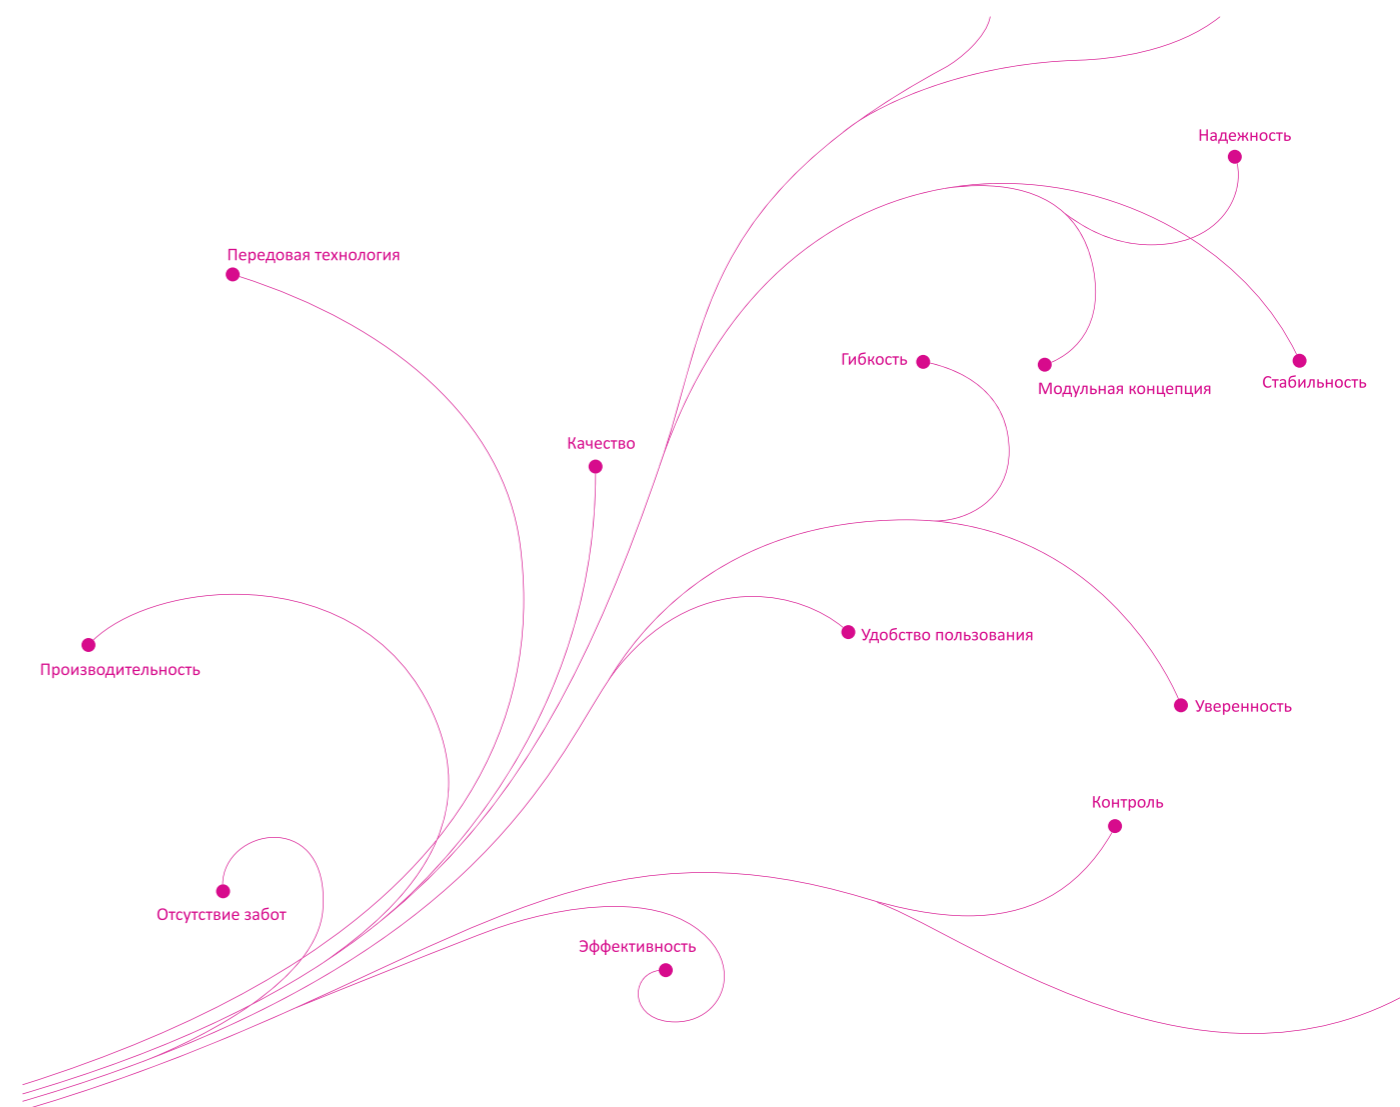 Надежность
Передовая технология
Гибкость
Модульная концепция
Стабильность
Качество
Удобство пользования
Производительность
Уверенность
Контроль
Отсутствие забот
Эффективность